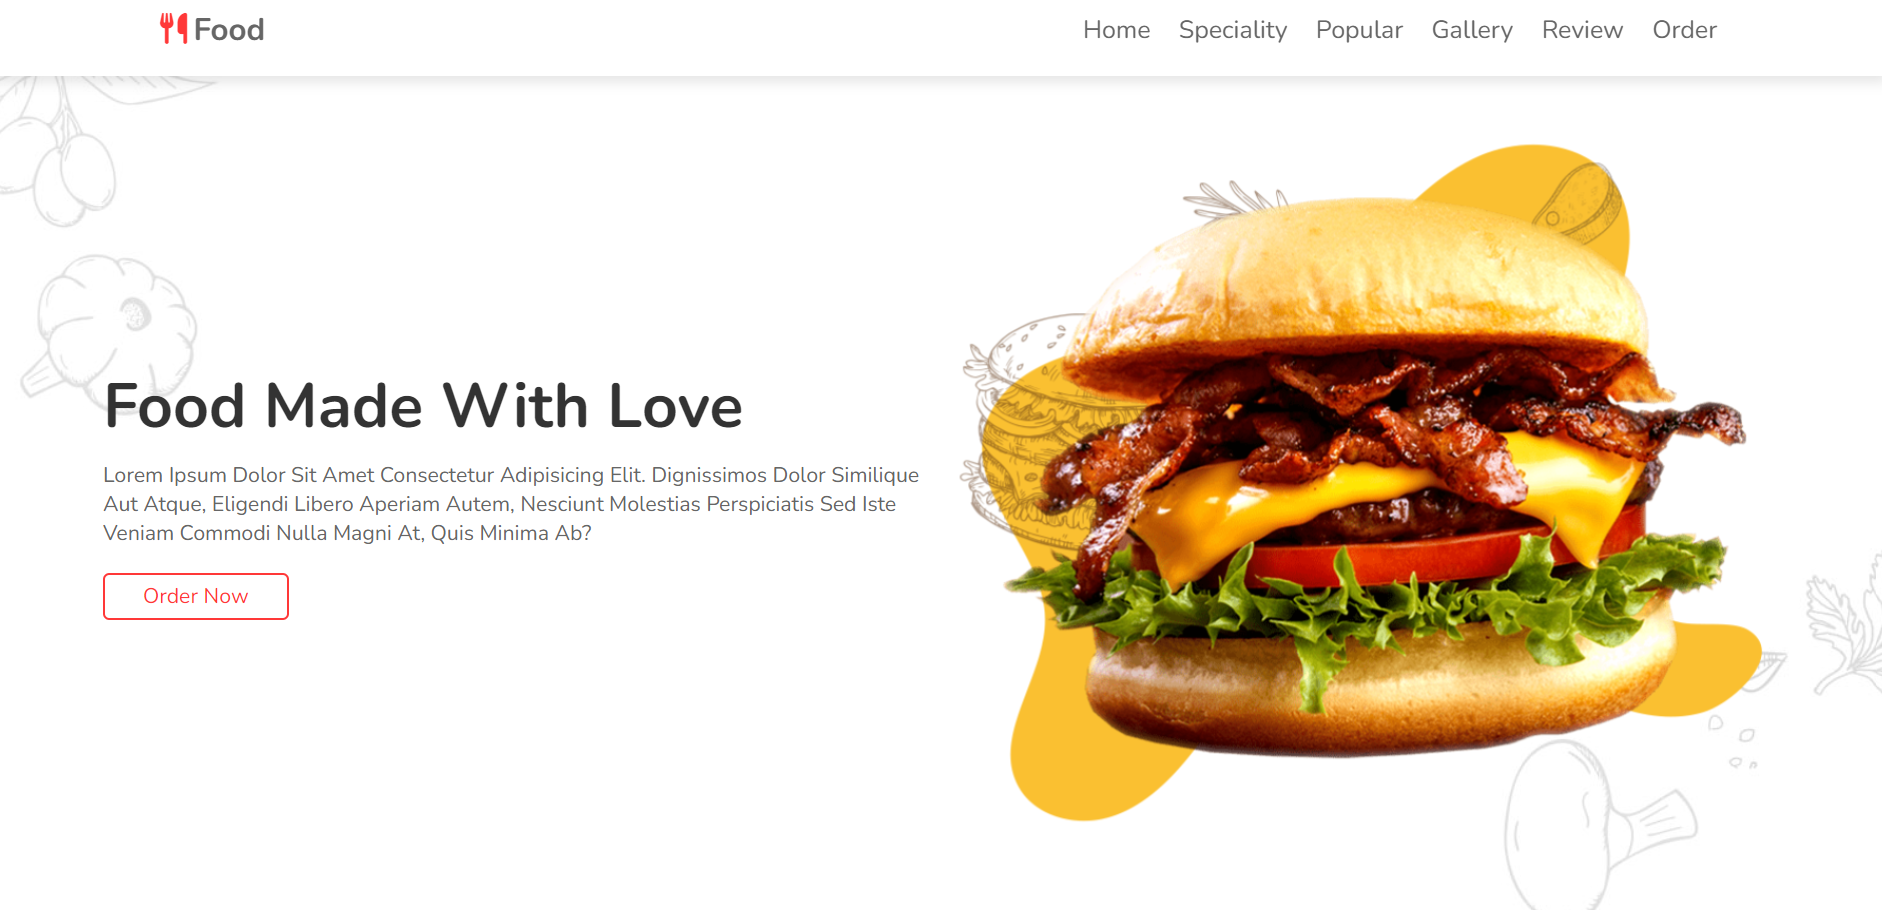 Food
Home Speciality Popular Gallery Review Order
Food Made With Love
Lorem Ipsum Dolor Sit Amet Consectetur Adipisicing Elit. Dignissimos Dolor Similique
Aut Atque, Eligendi Libero Aperiam Autem, Nesciunt Molestias Perspiciatis Sed Iste
Veniam Commodi Nulla Magni At, Quis Minima Ab?
Order Now